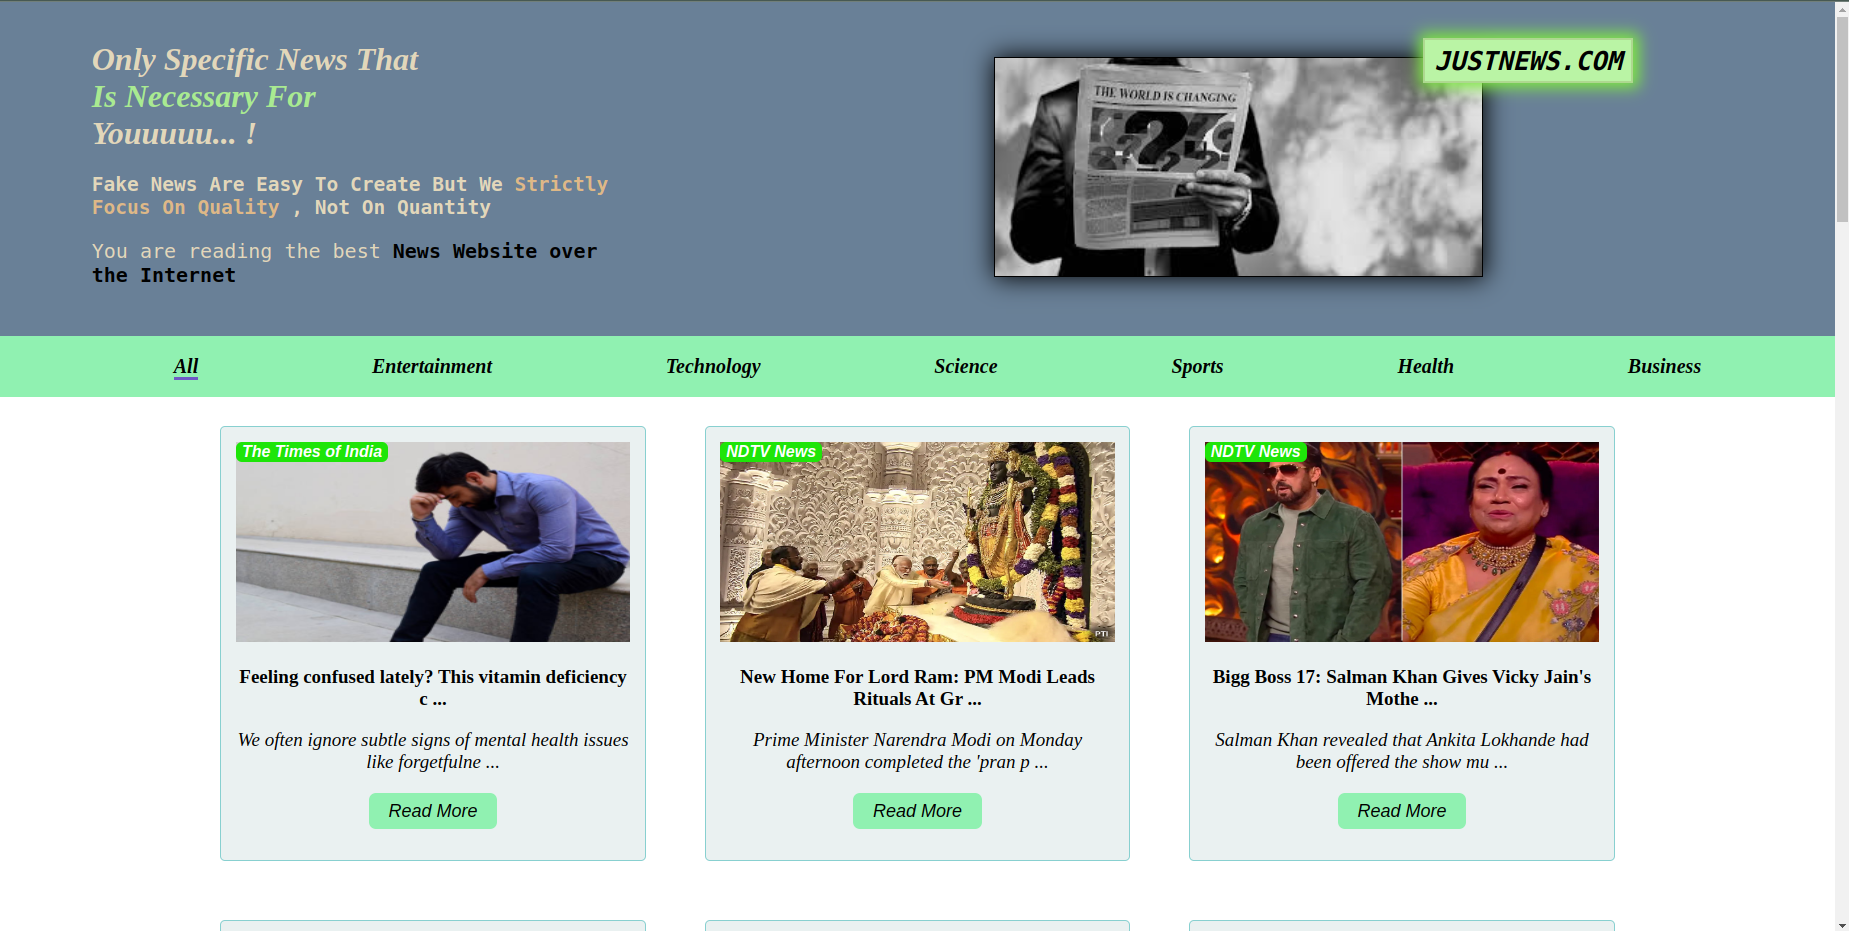 Only Specific News That
Is Necessary For
Youuuuu... !
Fake News Are Easy To Create But We Strictly
Focus On Quality , Not On Quantity
You are reading the best News Website over
the Internet
JUSTNEWS.COM
THE WORLD IS CHANGING
All Entertainment Technology Science Sports Health Business
The Times of India
Feeling confused lately? This vitamin deficiency
c ...
We often ignore subtle signs of mental health issues
like forgetfulne ...
Read More
NDTV News
PTI
New Home For Lord Ram: PM Modi Leads
Rituals At Gr ...
Prime Minister Narendra Modi on Monday
afternoon completed the 'pran p ...
Read More
NDTV News
Bigg Boss 17: Salman Khan Gives Vicky Jain's
Mothe ...
Salman Khan revealed that Ankita Lokhande had
been offered the show mu ...
Read More